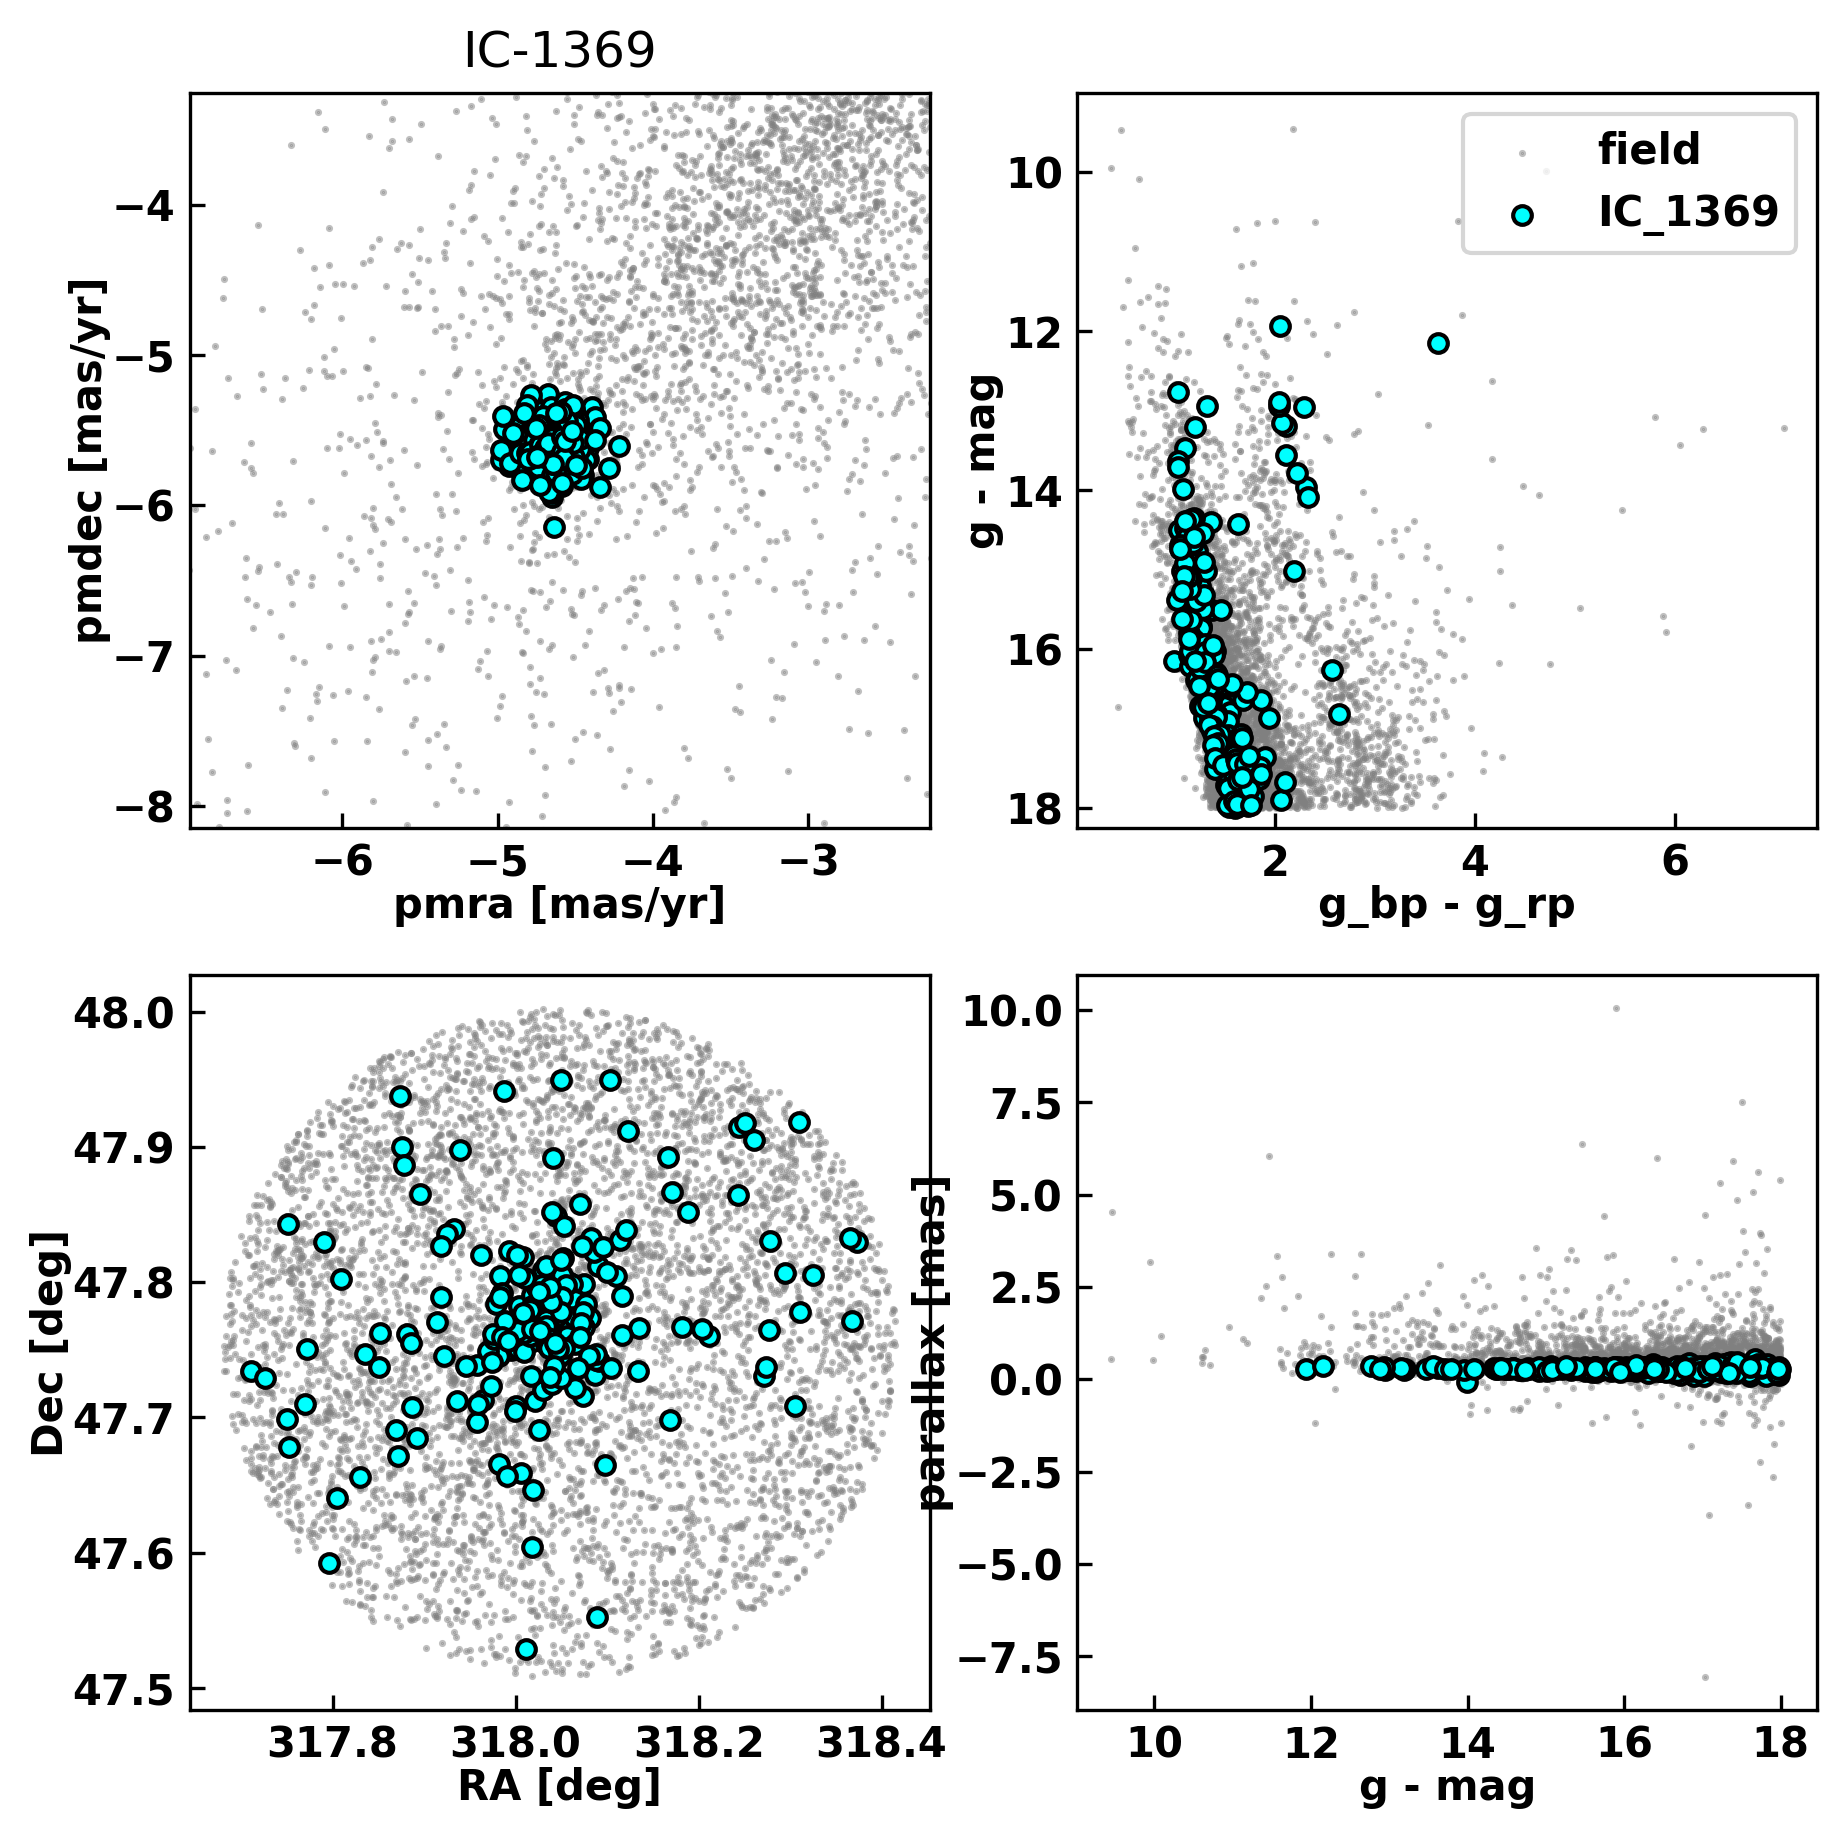 IC-1369
−4
−5
−6
−7
−8
pmdec [mas/yr]
−6 −5 −4 −3
pmra [mas/yr]
field
IC_1369
10
12
14
16
18
g - mag
2 4 6
g_bp - g_rp
48.0
47.9
47.8
47.7
47.6
47.5
Dec [deg]
317.8 318.0 318.2 318.4
RA [deg]
10.0
7.5
5.0
2.5
0.0
−2.5
−5.0
−7.5
parallax [mas]
10 12 14 16 18
g - mag